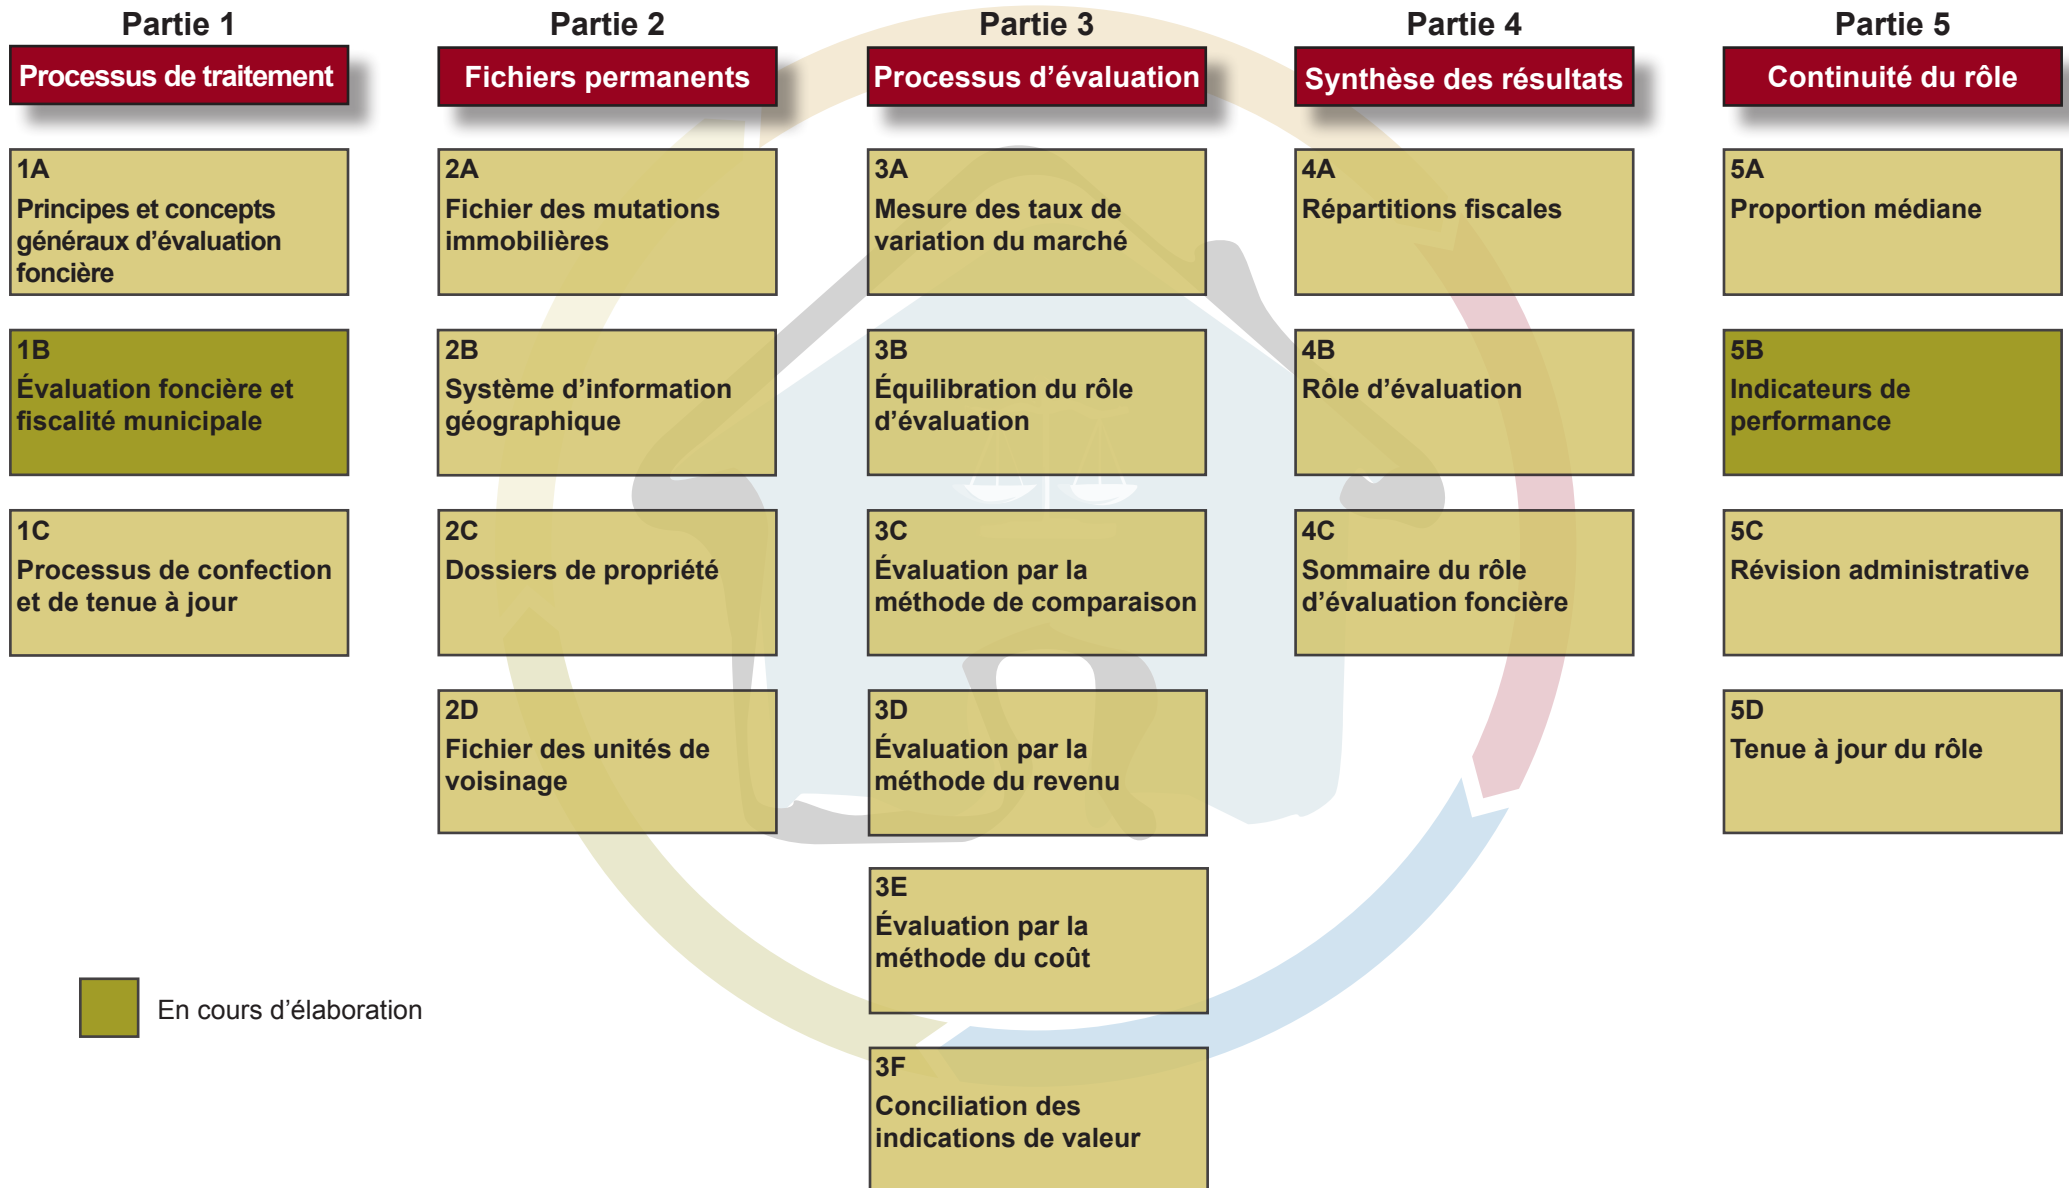 Partie 1
Processus de traitement
1A
Principes et concepts
généraux d’évaluation
foncière
1B
Évaluation foncière et
fiscalité municipale
1C
Processus de confection
et de tenue à jour
Partie 2
Fichiers permanents
2A
Fichier des mutations
immobilières
2B
Système d’information
géographique
2C
Dossiers de propriété
2D
Fichier des unités de
voisinage
Partie 3
Processus d’évaluation
3A
Mesure des taux de
variation du marché
3B
Équilibration du rôle
d’évaluation
3C
Évaluation par la
méthode de comparaison
3D
Évaluation par la
méthode du revenu
3E
Évaluation par la
méthode du coût
3F
Conciliation des
indications de valeur
Partie 4
Synthèse des résultats
4A
Répartitions fiscales
4B
Rôle d’évaluation
4C
Sommaire du rôle
d’évaluation foncière
Partie 5
Continuité du rôle
5A
Proportion médiane
5B
Indicateurs de
performance
5C
Révision administrative
5D
Tenue à jour du rôle
En cours d’élaboration